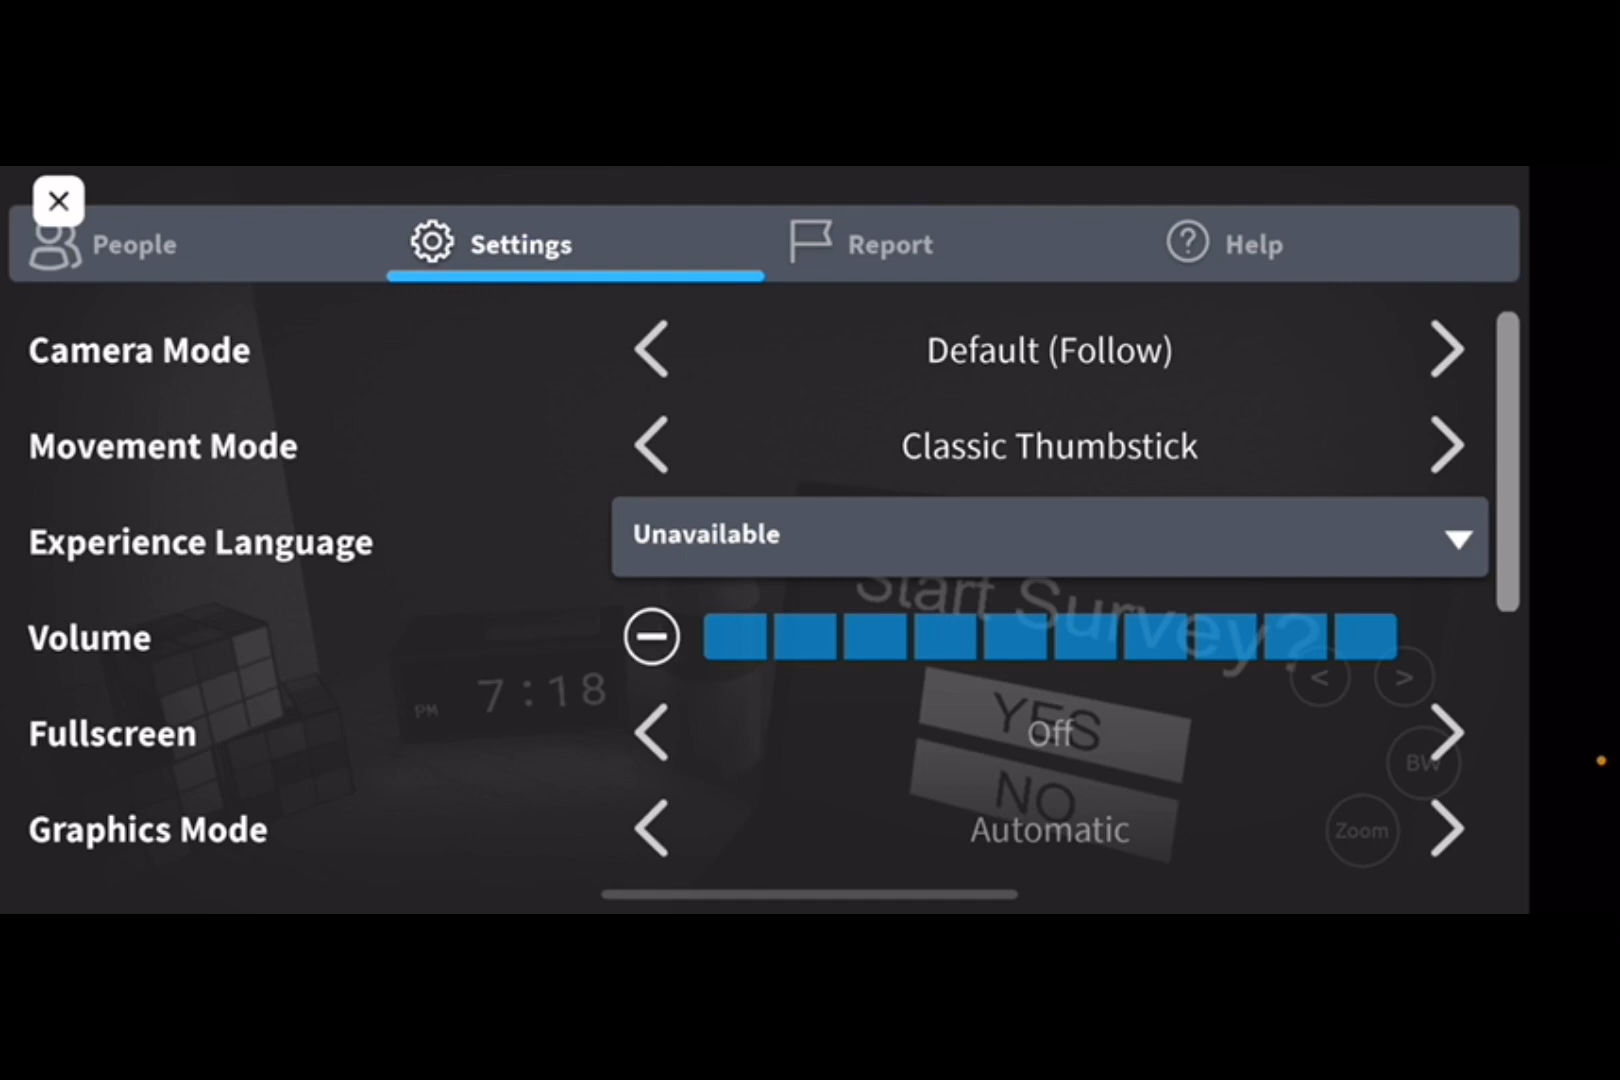 People
Settings
Report
Help
Camera Mode
Default (Follow)
Movement Mode
Classic Thumbstick
Experience Language
Unavailable
Start Survey?
Volume
< >
PM 7:18
YES
Fullscreen
Off
BW
NO
Graphics Mode
Automatic
Zoom